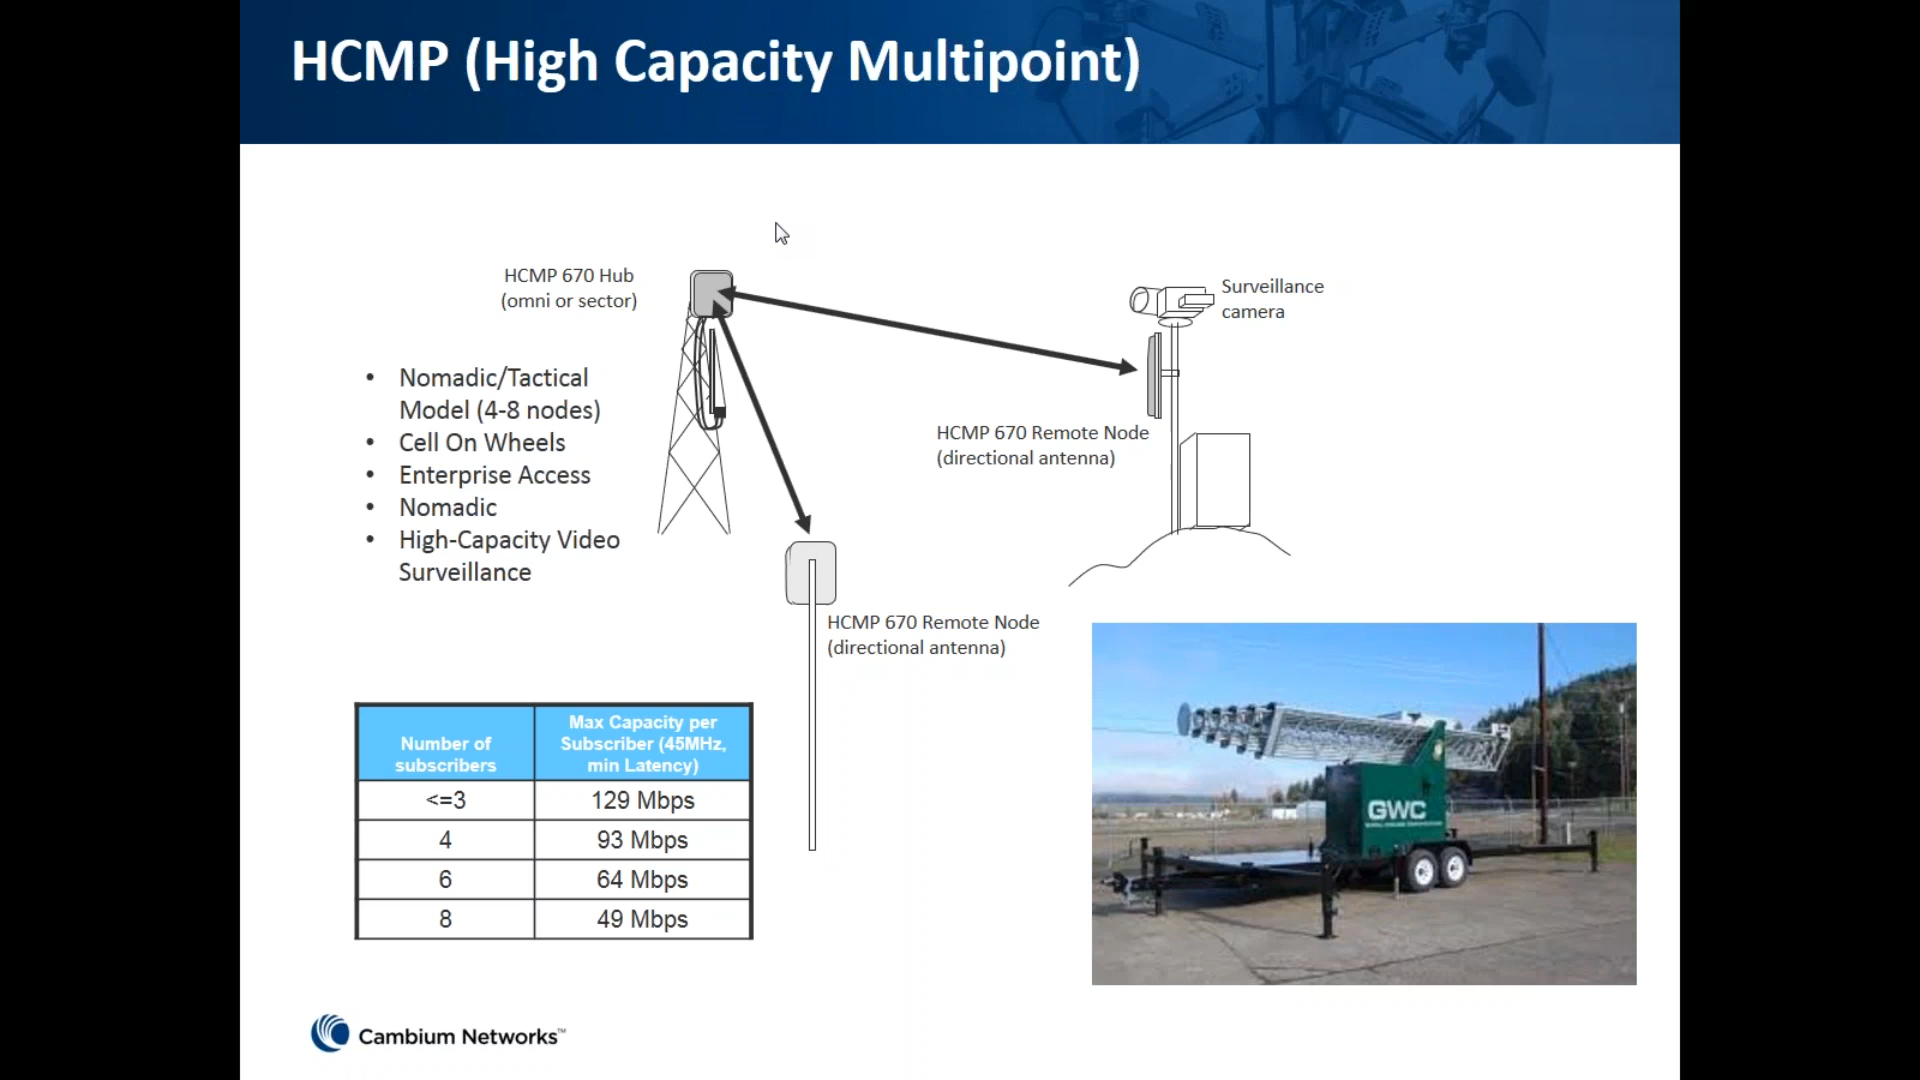 HCMP (High Capacity Multipoint)
HCMP 670 Hub
(omni or sector)
Surveillance
camera
• Nomadic/Tactical
Model (4-8 nodes)
• Cell On Wheels
• Enterprise Access
• Nomadic
• High-Capacity Video
Surveillance
HCMP 670 Remote Node
(directional antenna)
HCMP 670 Remote Node
(directional antenna)
Number of
subscribers
Max Capacity per
Subscriber (45MHz,
min Latency)
<=3 129 Mbps
4 93 Mbps
6 64 Mbps
8 49 Mbps
GWC
Cambium Networks™